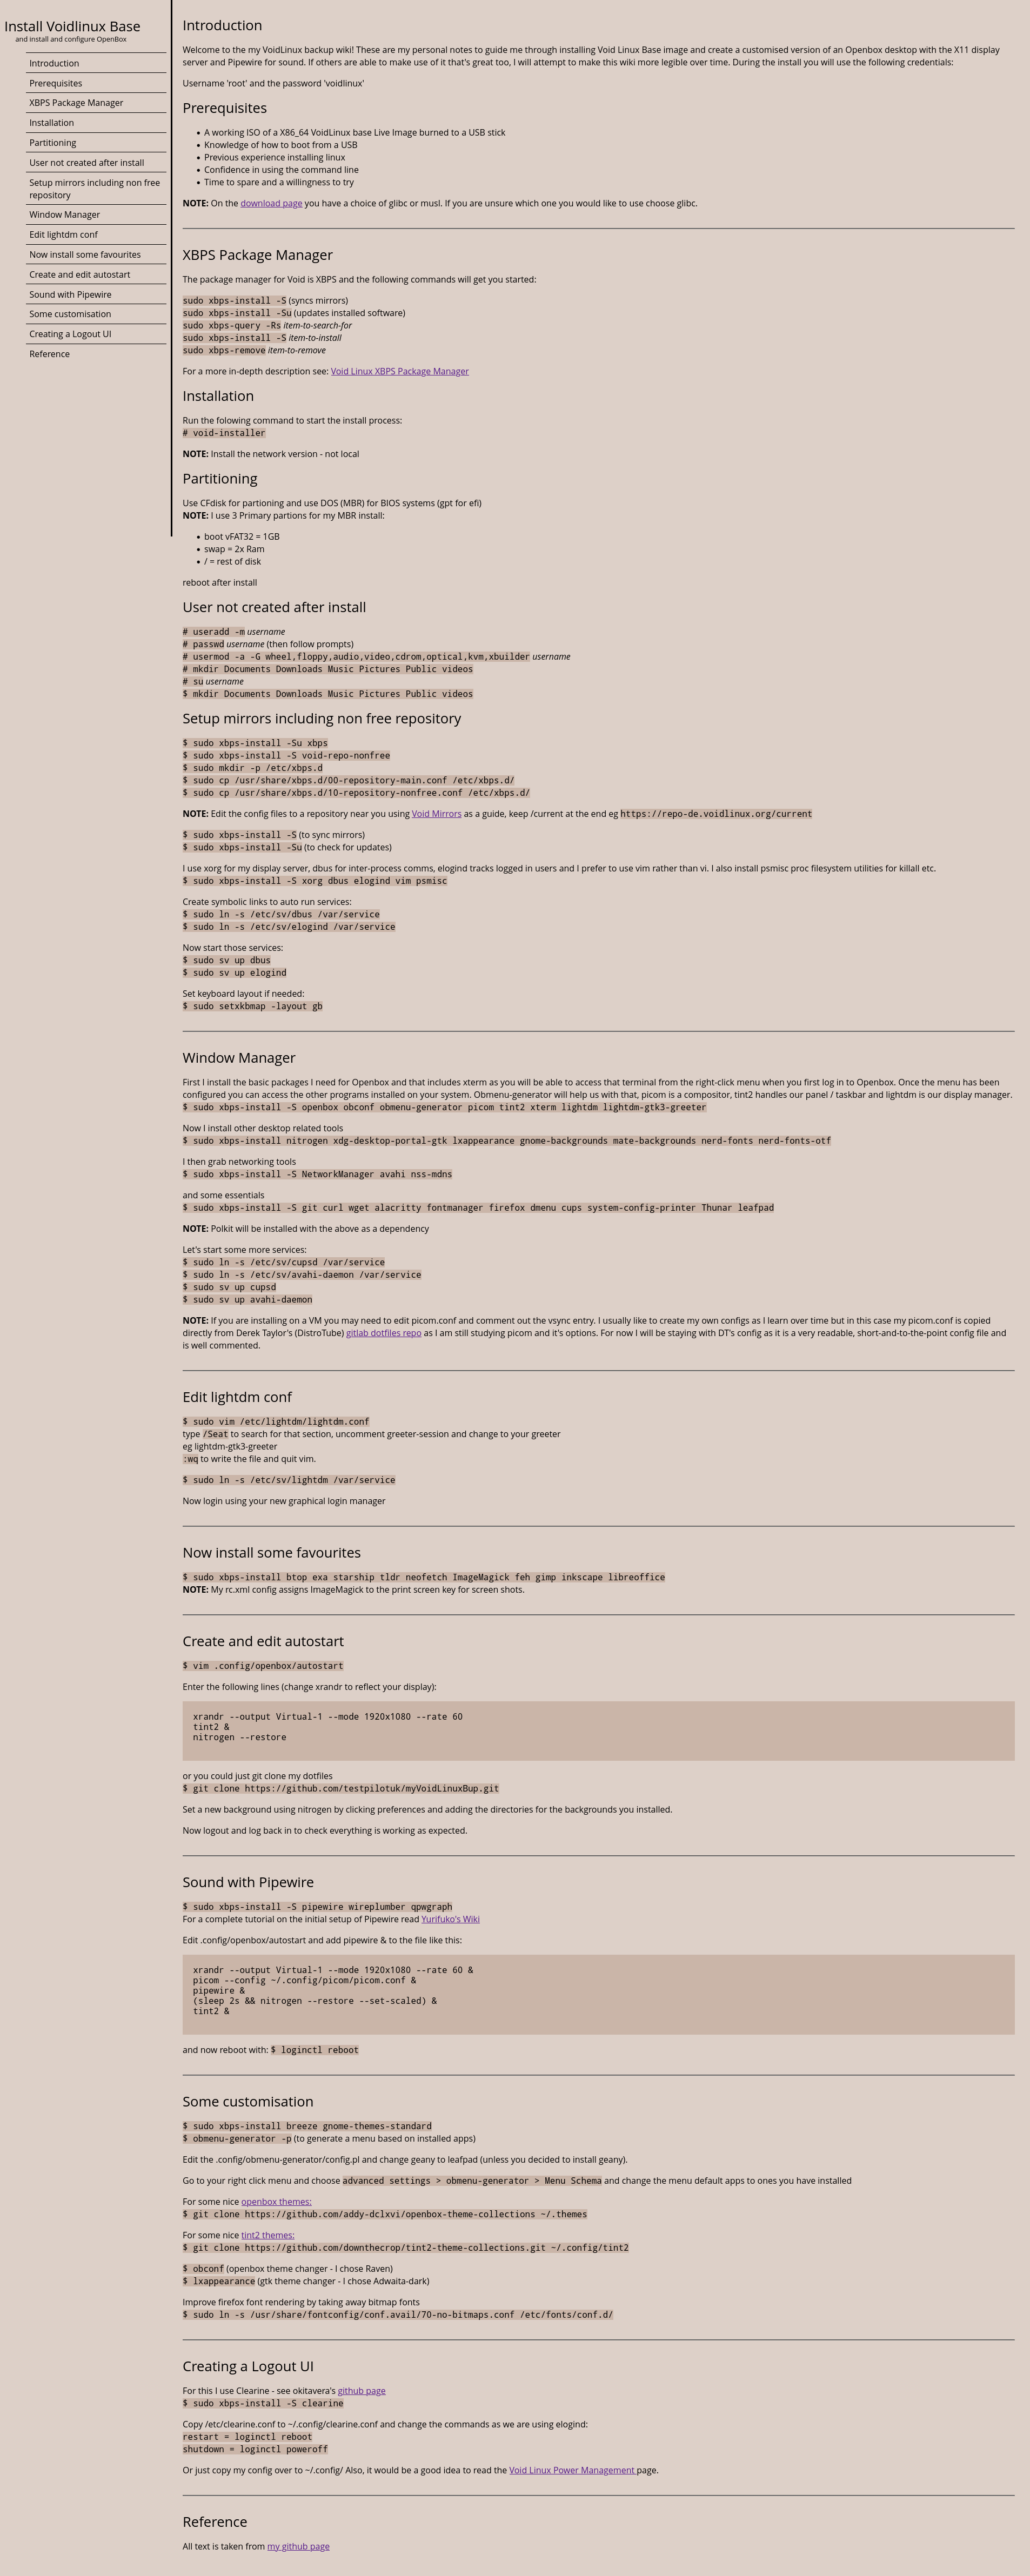 Install Voidlinux Base
and install and configure OpenBox
Introduction
Prerequisites
XBPS Package Manager
Installation
Partitioning
User not created after install
Setup mirrors including non free
repository
Window Manager
Edit lightdm conf
Now install some favourites
Create and edit autostart
Sound with Pipewire
Some customisation
Creating a Logout UI
Reference
Introduction
Welcome to the my VoidLinux backup wiki! These are my personal notes to guide me through installing Void Linux Base image and create a customised version of an Openbox desktop with the X11 display
server and Pipewire for sound. If others are able to make use of it that's great too, I will attempt to make this wiki more legible over time. During the install you will use the following credentials:
Username 'root' and the password 'voidlinux'
Prerequisites
• A working ISO of a X86_64 VoidLinux base Live Image burned to a USB stick
• Knowledge of how to boot from a USB
• Previous experience installing linux
• Confidence in using the command line
• Time to spare and a willingness to try
NOTE: On the download page you have a choice of glibc or musl. If you are unsure which one you would like to use choose glibc.
XBPS Package Manager
The package manager for Void is XBPS and the following commands will get you started:
sudo xbps-install -S (syncs mirrors)
sudo xbps-install -Su (updates installed software)
sudo xbps-query -Rs item-to-search-for
sudo xbps-install -S item-to-install
sudo xbps-remove item-to-remove
For a more in-depth description see: Void Linux XBPS Package Manager
Installation
Run the folowing command to start the install process:
# void-installer
NOTE: Install the network version - not local
Partitioning
Use CFdisk for partioning and use DOS (MBR) for BIOS systems (gpt for efi)
NOTE: I use 3 Primary partions for my MBR install:
• boot vFAT32 = 1GB
• swap = 2x Ram
• / = rest of disk
reboot after install
User not created after install
# useradd -m username
# passwd username (then follow prompts)
# usermod -a -G wheel,floppy,audio,video,cdrom,optical,kvm,xbuilder username
# mkdir Documents Downloads Music Pictures Public videos
# su username
$ mkdir Documents Downloads Music Pictures Public videos
Setup mirrors including non free repository
$ sudo xbps-install -Su xbps
$ sudo xbps-install -S void-repo-nonfree
$ sudo mkdir -p /etc/xbps.d
$ sudo cp /usr/share/xbps.d/00-repository-main.conf /etc/xbps.d/
$ sudo cp /usr/share/xbps.d/10-repository-nonfree.conf /etc/xbps.d/
NOTE: Edit the config files to a repository near you using Void Mirrors as a guide, keep /current at the end eg https://repo-de.voidlinux.org/current
$ sudo xbps-install -S (to sync mirrors)
$ sudo xbps-install -Su (to check for updates)
I use xorg for my display server, dbus for inter-process comms, elogind tracks logged in users and I prefer to use vim rather than vi. I also install psmisc proc filesystem utilities for killall etc.
$ sudo xbps-install -S xorg dbus elogind vim psmisc
Create symbolic links to auto run services:
$ sudo ln -s /etc/sv/dbus /var/service
$ sudo ln -s /etc/sv/elogind /var/service
Now start those services:
$ sudo sv up dbus
$ sudo sv up elogind
Set keyboard layout if needed:
$ sudo setxkbmap -layout gb
Window Manager
First I install the basic packages I need for Openbox and that includes xterm as you will be able to access that terminal from the right-click menu when you first log in to Openbox. Once the menu has been
configured you can access the other programs installed on your system. Obmenu-generator will help us with that, picom is a compositor, tint2 handles our panel / taskbar and lightdm is our display manager.
$ sudo xbps-install -S openbox obconf obmenu-generator picom tint2 xterm lightdm lightdm-gtk3-greeter
Now I install other desktop related tools
$ sudo xbps-install nitrogen xdg-desktop-portal-gtk lxappearance gnome-backgrounds mate-backgrounds nerd-fonts nerd-fonts-otf
I then grab networking tools
$ sudo xbps-install -S NetworkManager avahi nss-mdns
and some essentials
$ sudo xbps-install -S git curl wget alacritty fontmanager firefox dmenu cups system-config-printer Thunar leafpad
NOTE: Polkit will be installed with the above as a dependency
Let's start some more services:
$ sudo ln -s /etc/sv/cupsd /var/service
$ sudo ln -s /etc/sv/avahi-daemon /var/service
$ sudo sv up cupsd
$ sudo sv up avahi-daemon
NOTE: If you are installing on a VM you may need to edit picom.conf and comment out the vsync entry. I usually like to create my own configs as I learn over time but in this case my picom.conf is copied
directly from Derek Taylor's (DistroTube) gitlab dotfiles repo as I am still studying picom and it's options. For now I will be staying with DT's config as it is a very readable, short-and-to-the-point config file and
is well commented.
Edit lightdm conf
$ sudo vim /etc/lightdm/lightdm.conf
type /Seat to search for that section, uncomment greeter-session and change to your greeter
eg lightdm-gtk3-greeter
:wq to write the file and quit vim.
$ sudo ln -s /etc/sv/lightdm /var/service
Now login using your new graphical login manager
Now install some favourites
$ sudo xbps-install btop exa starship tldr neofetch ImageMagick feh gimp inkscape libreoffice
NOTE: My rc.xml config assigns ImageMagick to the print screen key for screen shots.
Create and edit autostart
$ vim .config/openbox/autostart
Enter the following lines (change xrandr to reflect your display):
xrandr --output Virtual-1 --mode 1920x1080 --rate 60
tint2 &
nitrogen --restore
or you could just git clone my dotfiles
$ git clone https://github.com/testpilotuk/myVoidLinuxBup.git
Set a new background using nitrogen by clicking preferences and adding the directories for the backgrounds you installed.
Now logout and log back in to check everything is working as expected.
Sound with Pipewire
$ sudo xbps-install -S pipewire wireplumber qpwgraph
For a complete tutorial on the initial setup of Pipewire read Yurifuko's Wiki
Edit .config/openbox/autostart and add pipewire & to the file like this:
xrandr --output Virtual-1 --mode 1920x1080 --rate 60 &
picom --config ~/.config/picom/picom.conf &
pipewire &
(sleep 2s && nitrogen --restore --set-scaled) &
tint2 &
and now reboot with: $ loginctl reboot
Some customisation
$ sudo xbps-install breeze gnome-themes-standard
$ obmenu-generator -p (to generate a menu based on installed apps)
Edit the .config/obmenu-generator/config.pl and change geany to leafpad (unless you decided to install geany).
Go to your right click menu and choose advanced settings > obmenu-generator > Menu Schema and change the menu default apps to ones you have installed
For some nice openbox themes:
$ git clone https://github.com/addy-dclxvi/openbox-theme-collections ~/.themes
For some nice tint2 themes:
$ git clone https://github.com/downthecrop/tint2-theme-collections.git ~/.config/tint2
$ obconf (openbox theme changer - I chose Raven)
$ lxappearance (gtk theme changer - I chose Adwaita-dark)
Improve firefox font rendering by taking away bitmap fonts
$ sudo ln -s /usr/share/fontconfig/conf.avail/70-no-bitmaps.conf /etc/fonts/conf.d/
Creating a Logout UI
For this I use Clearine - see okitavera's github page
$ sudo xbps-install -S clearine
Copy /etc/clearine.conf to ~/.config/clearine.conf and change the commands as we are using elogind:
restart = loginctl reboot
shutdown = loginctl poweroff
Or just copy my config over to ~/.config/ Also, it would be a good idea to read the Void Linux Power Management page.
Reference
All text is taken from my github page